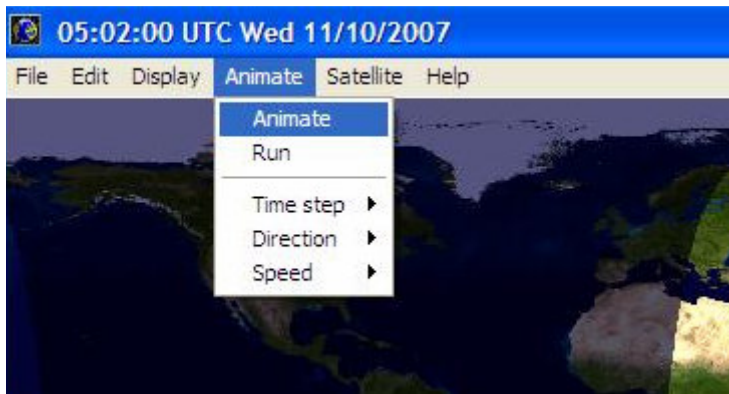 05:02:00 UTC Wed 11/10/2007
File Edit Display Animate Satellite Help
Animate
Run
Time step
Direction
Speed